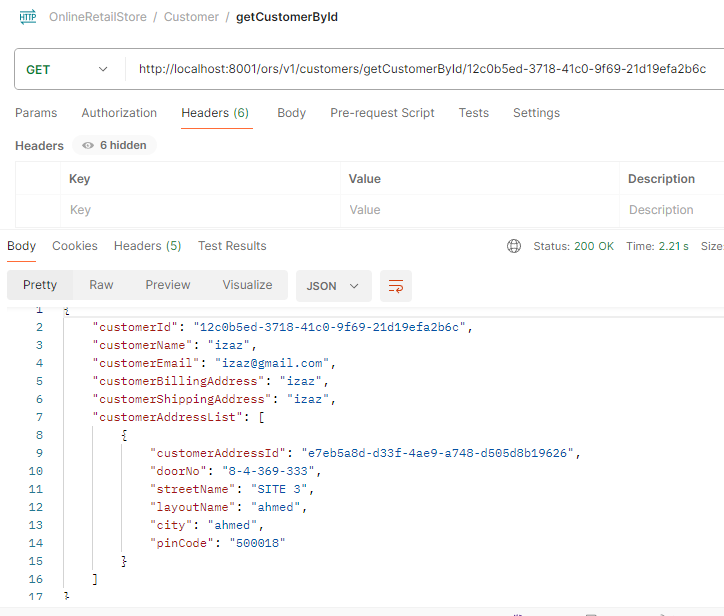 HTTP OnlineRetailStore / Customer / getCustomerById
GET http://localhost:8001/ors/v1/customers/getCustomerById/12c0b5ed-3718-41c0-9f69-21d19efa2b6c
Params Authorization Headers (6) Body Pre-request Script Tests Settings
Headers 6 hidden
Key Value Description
Key Value Description
Body Cookies Headers (5) Test Results Status: 200 OK Time: 2.21 s Size:
Pretty Raw Preview Visualize JSON
1 {
2 "customerId": "12c0b5ed-3718-41c0-9f69-21d19efa2b6c",
3 "customerName": "izaz",
4 "customerEmail": "izaz@gmail.com",
5 "customerBillingAddress": "izaz",
6 "customerShippingAddress": "izaz",
7 "customerAddressList": [
8 {
9 "customerAddressId": "e7eb5a8d-d33f-4ae9-a748-d505d8b19626",
10 "doorNo": "8-4-369-333",
11 "streetName": "SITE 3",
12 "layoutName": "ahmed",
13 "city": "ahmed",
14 "pinCode": "500018"
15 }
16 ]
17 }